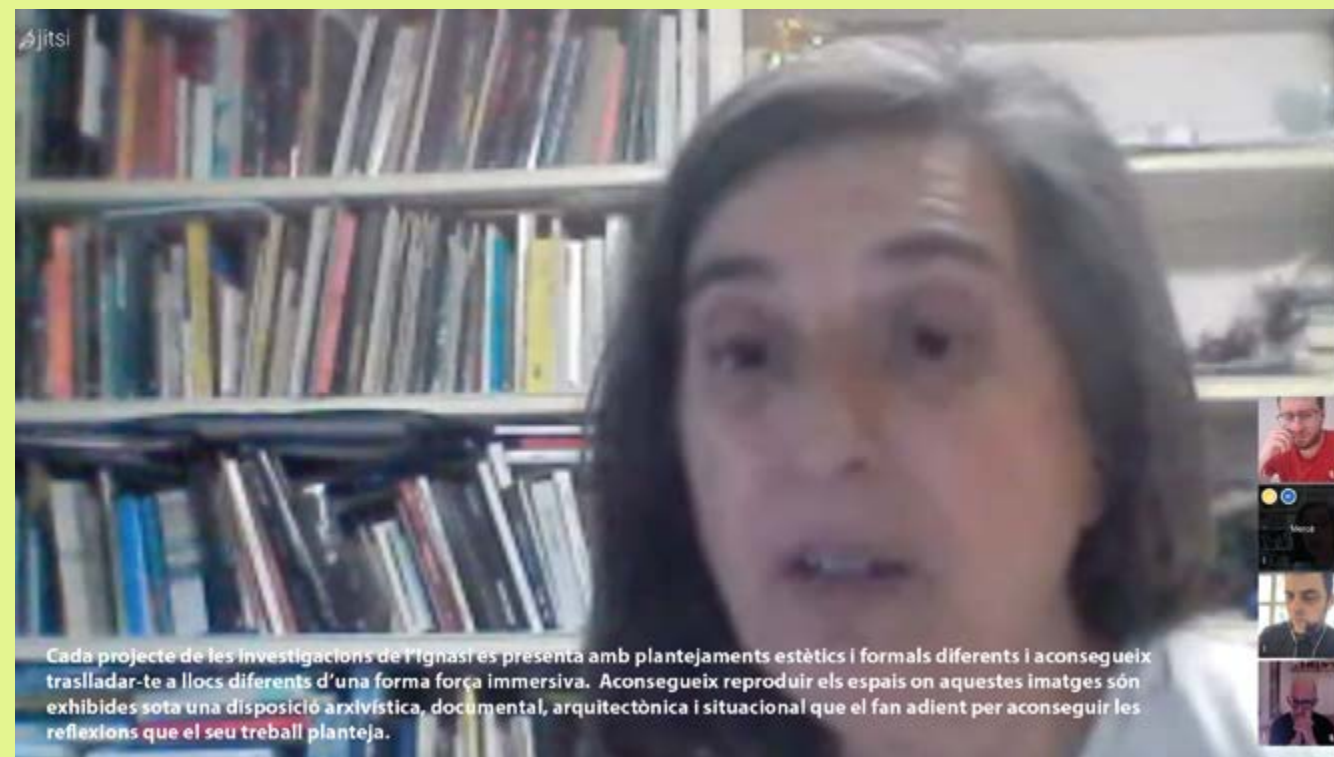 jitsi
Merce
Cada projecte de les investigacions de l'Ignasi es presenta amb plantejaments estètics i formals diferents i aconsegueix
traslladar-te a llocs diferents d'una forma força immersiva. Aconsegueix reproduir els espais on aquestes imatges són
exhibides sota una disposició arxivística, documental, arquitectònica i situacional que el fan adient per aconseguir les
reflexions que el seu treball planteja.